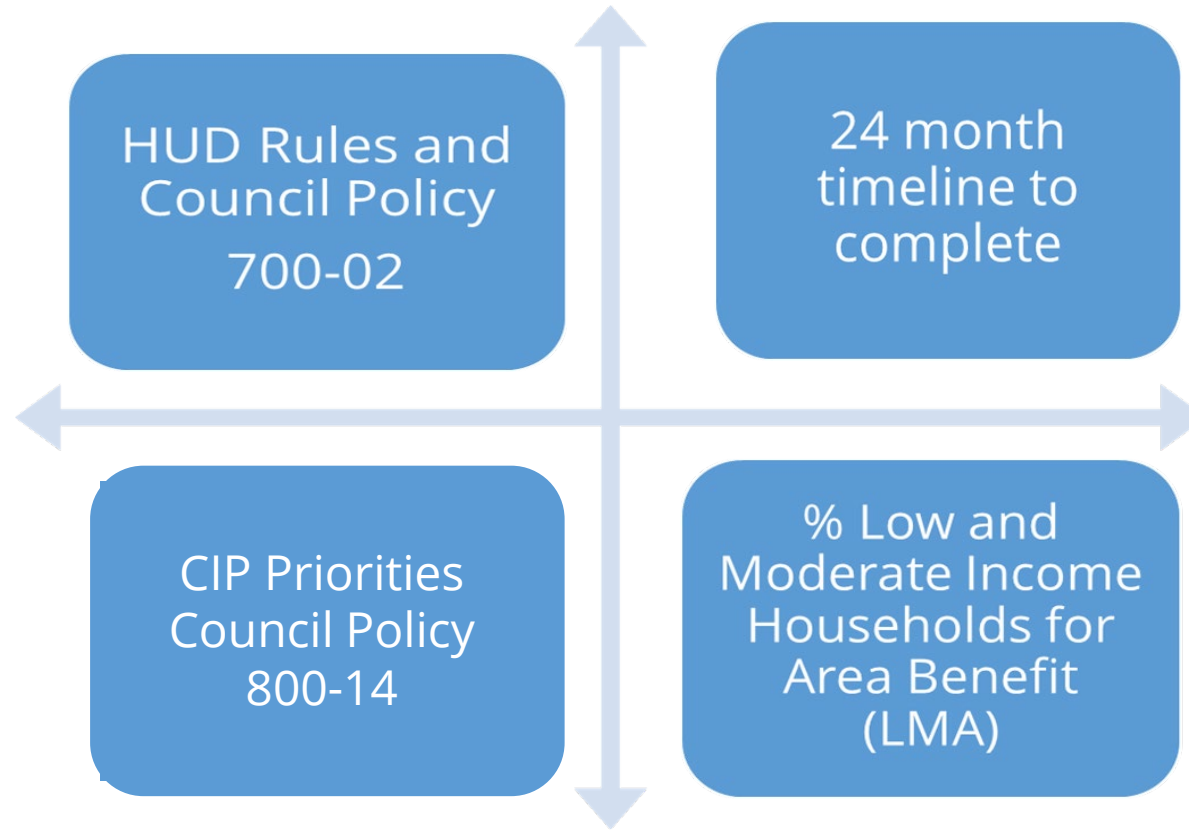 HUD Rules and
Council Policy
700-02
24 month
timeline to
complete
CIP Priorities
Council Policy
800-14
% Low and
Moderate Income
Households for
Area Benefit
(LMA)